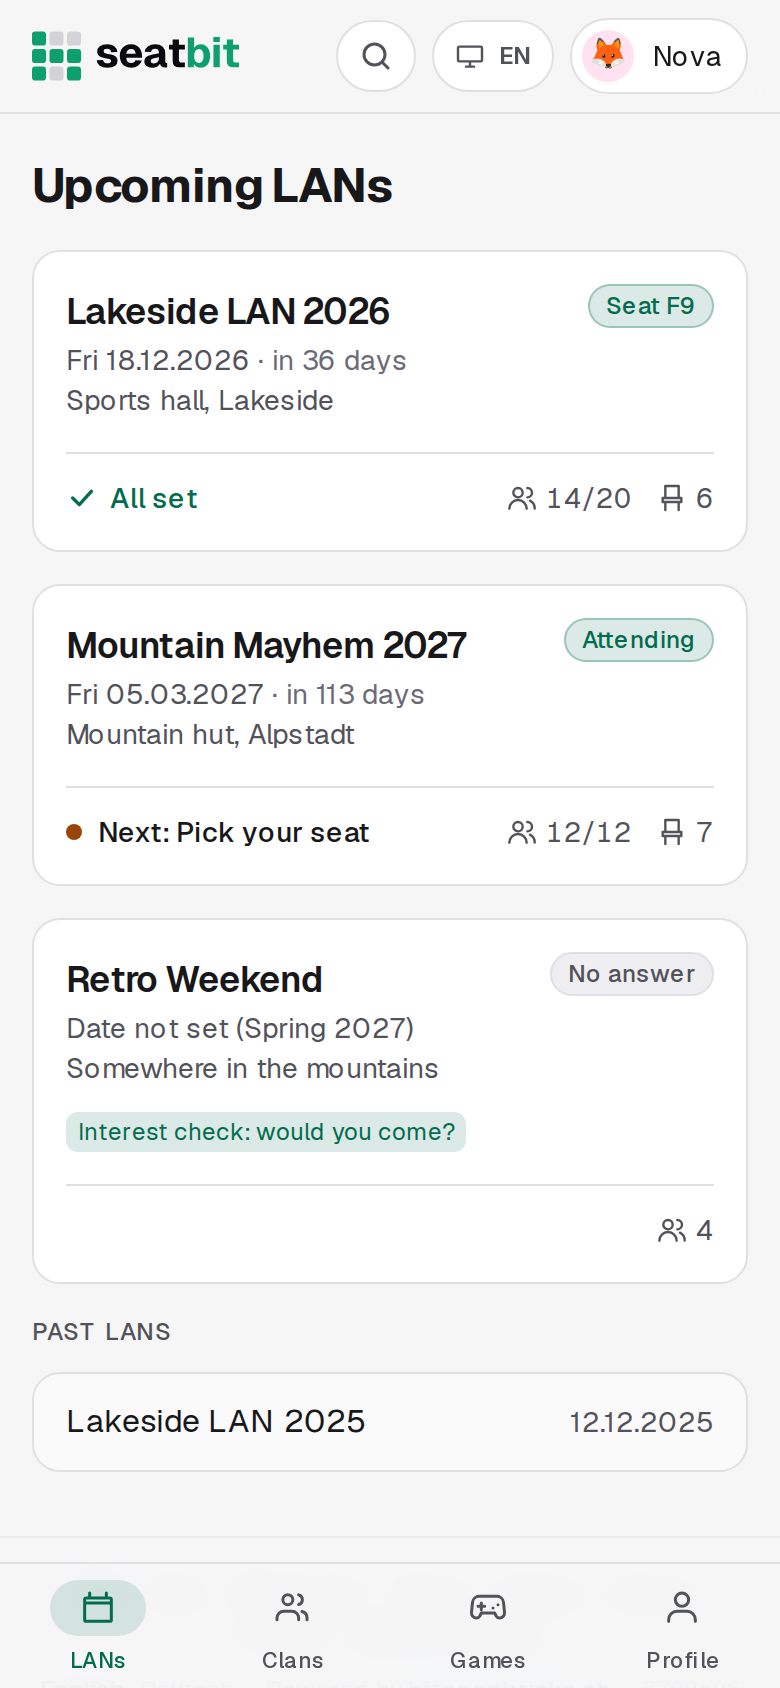 seatbit
EN
Nova
Upcoming LANs
Lakeside LAN 2026
Seat F9
Fri 18.12.2026 · in 36 days
Sports hall, Lakeside
All set
14/20
6
Mountain Mayhem 2027
Attending
Fri 05.03.2027 · in 113 days
Mountain hut, Alpstadt
Next: Pick your seat
12/12
7
Retro Weekend
No answer
Date not set (Spring 2027)
Somewhere in the mountains
Interest check: would you come?
4
PAST LANS
Lakeside LAN 2025
12.12.2025
LANs
Clans
Games
Profile